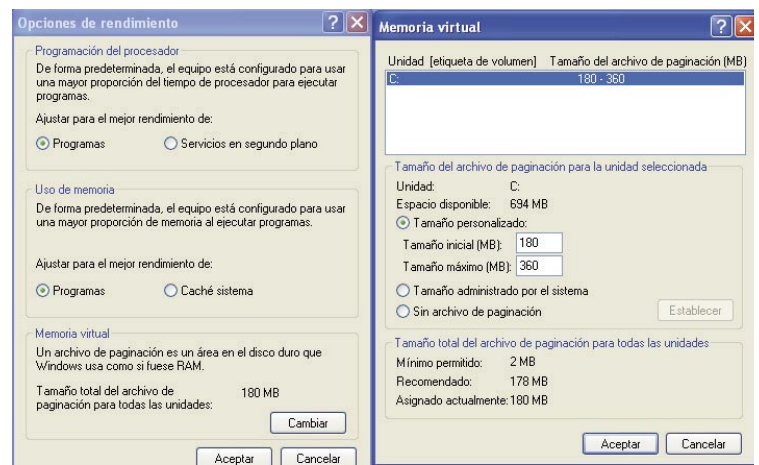 Opciones de rendimiento
Programación del procesador
De forma predeterminada, el equipo está configurado para usar
una mayor proporción del tiempo de procesador para ejecutar
programas.
Ajustar para el mejor rendimiento de:
Programas
Servicios en segundo plano
Uso de memoria
De forma predeterminada, el equipo está configurado para usar
una mayor proporción de memoria al ejecutar programas.
Ajustar para el mejor rendimiento de:
Programas
Caché sistema
Memoria virtual
Un archivo de paginación es un área en el disco duro que
Windows usa como si fuese RAM.
Tamaño total del archivo de 180 MB
paginación para todas las unidades:
Cambiar
Aceptar
Cancelar
Memoria virtual
Unidad [etiqueta de volumen] Tamaño del archivo de paginación (MB)
C: 180 - 360
Tamaño del archivo de paginación para la unidad seleccionada
Unidad: C:
Espacio disponible: 694 MB
Tamaño personalizado:
Tamaño inicial (MB): 180
Tamaño máximo (MB): 360
Tamaño administrado por el sistema
Sin archivo de paginación
Establecer
Tamaño total del archivo de paginación para todas las unidades
Mínimo permitido: 2 MB
Recomendado: 178 MB
Asignado actualmente: 180 MB
Aceptar
Cancelar